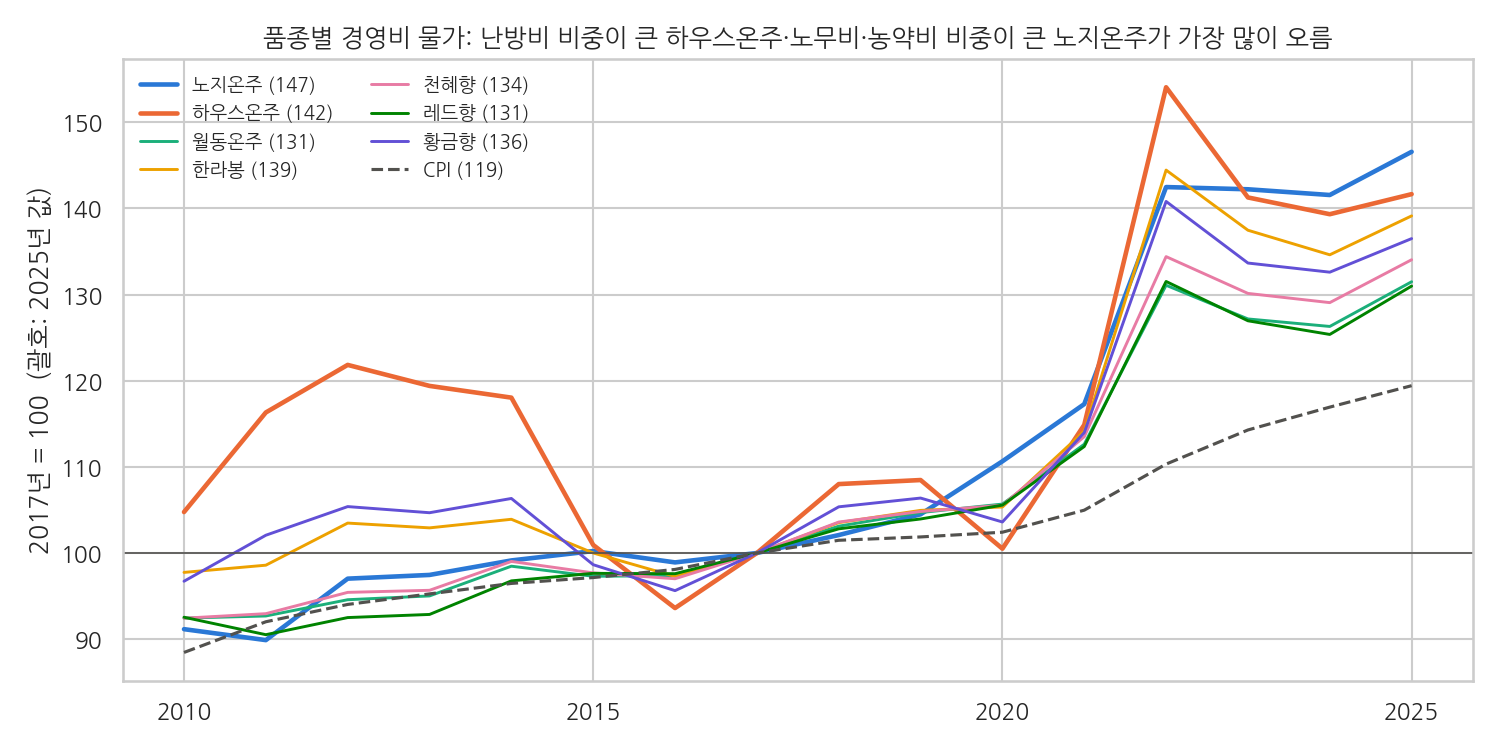 품종별 경영비 물가: 난방비 비중이 큰 하우스온주·노무비·농약비 비중이 큰 노지온주가 가장 많이 오름
노지온주 (147)
하우스온주 (142)
월동온주 (131)
한라봉 (139)
천혜향 (134)
레드향 (131)
황금향 (136)
CPI (119)
2017년 = 100  (괄호: 2025년 값)
150
140
130
120
110
100
90
2010
2015
2020
2025